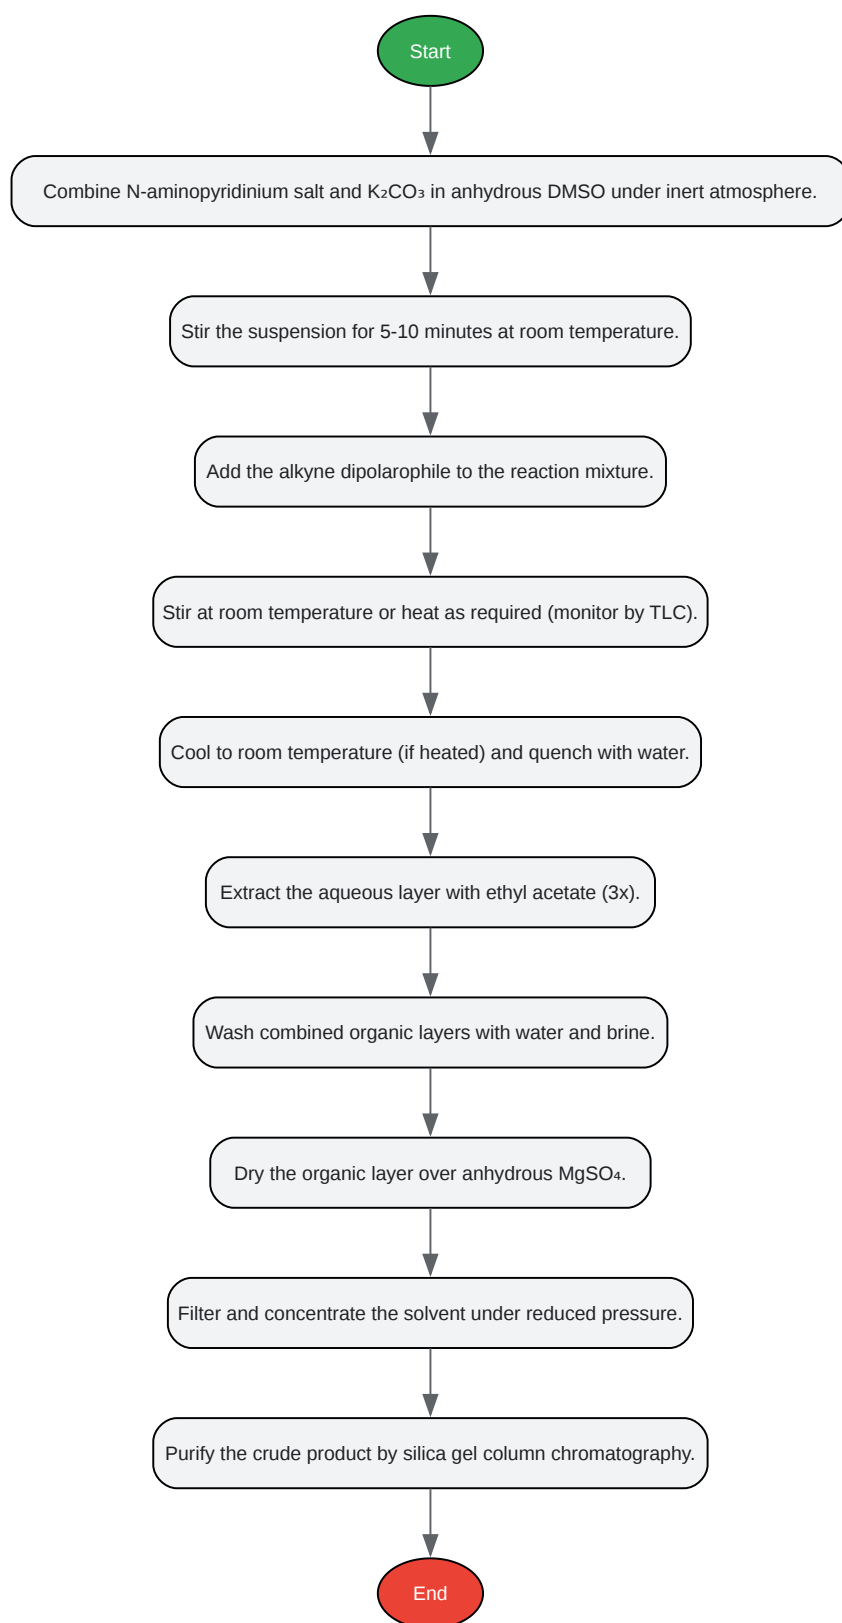 Start
Combine N-aminopyridinium salt and K₂CO₃ in anhydrous DMSO under inert atmosphere.
Stir the suspension for 5-10 minutes at room temperature.
Add the alkyne dipolarophile to the reaction mixture.
Stir at room temperature or heat as required (monitor by TLC).
Cool to room temperature (if heated) and quench with water.
Extract the aqueous layer with ethyl acetate (3x).
Wash combined organic layers with water and brine.
Dry the organic layer over anhydrous MgSO₄.
Filter and concentrate the solvent under reduced pressure.
Purify the crude product by silica gel column chromatography.
End